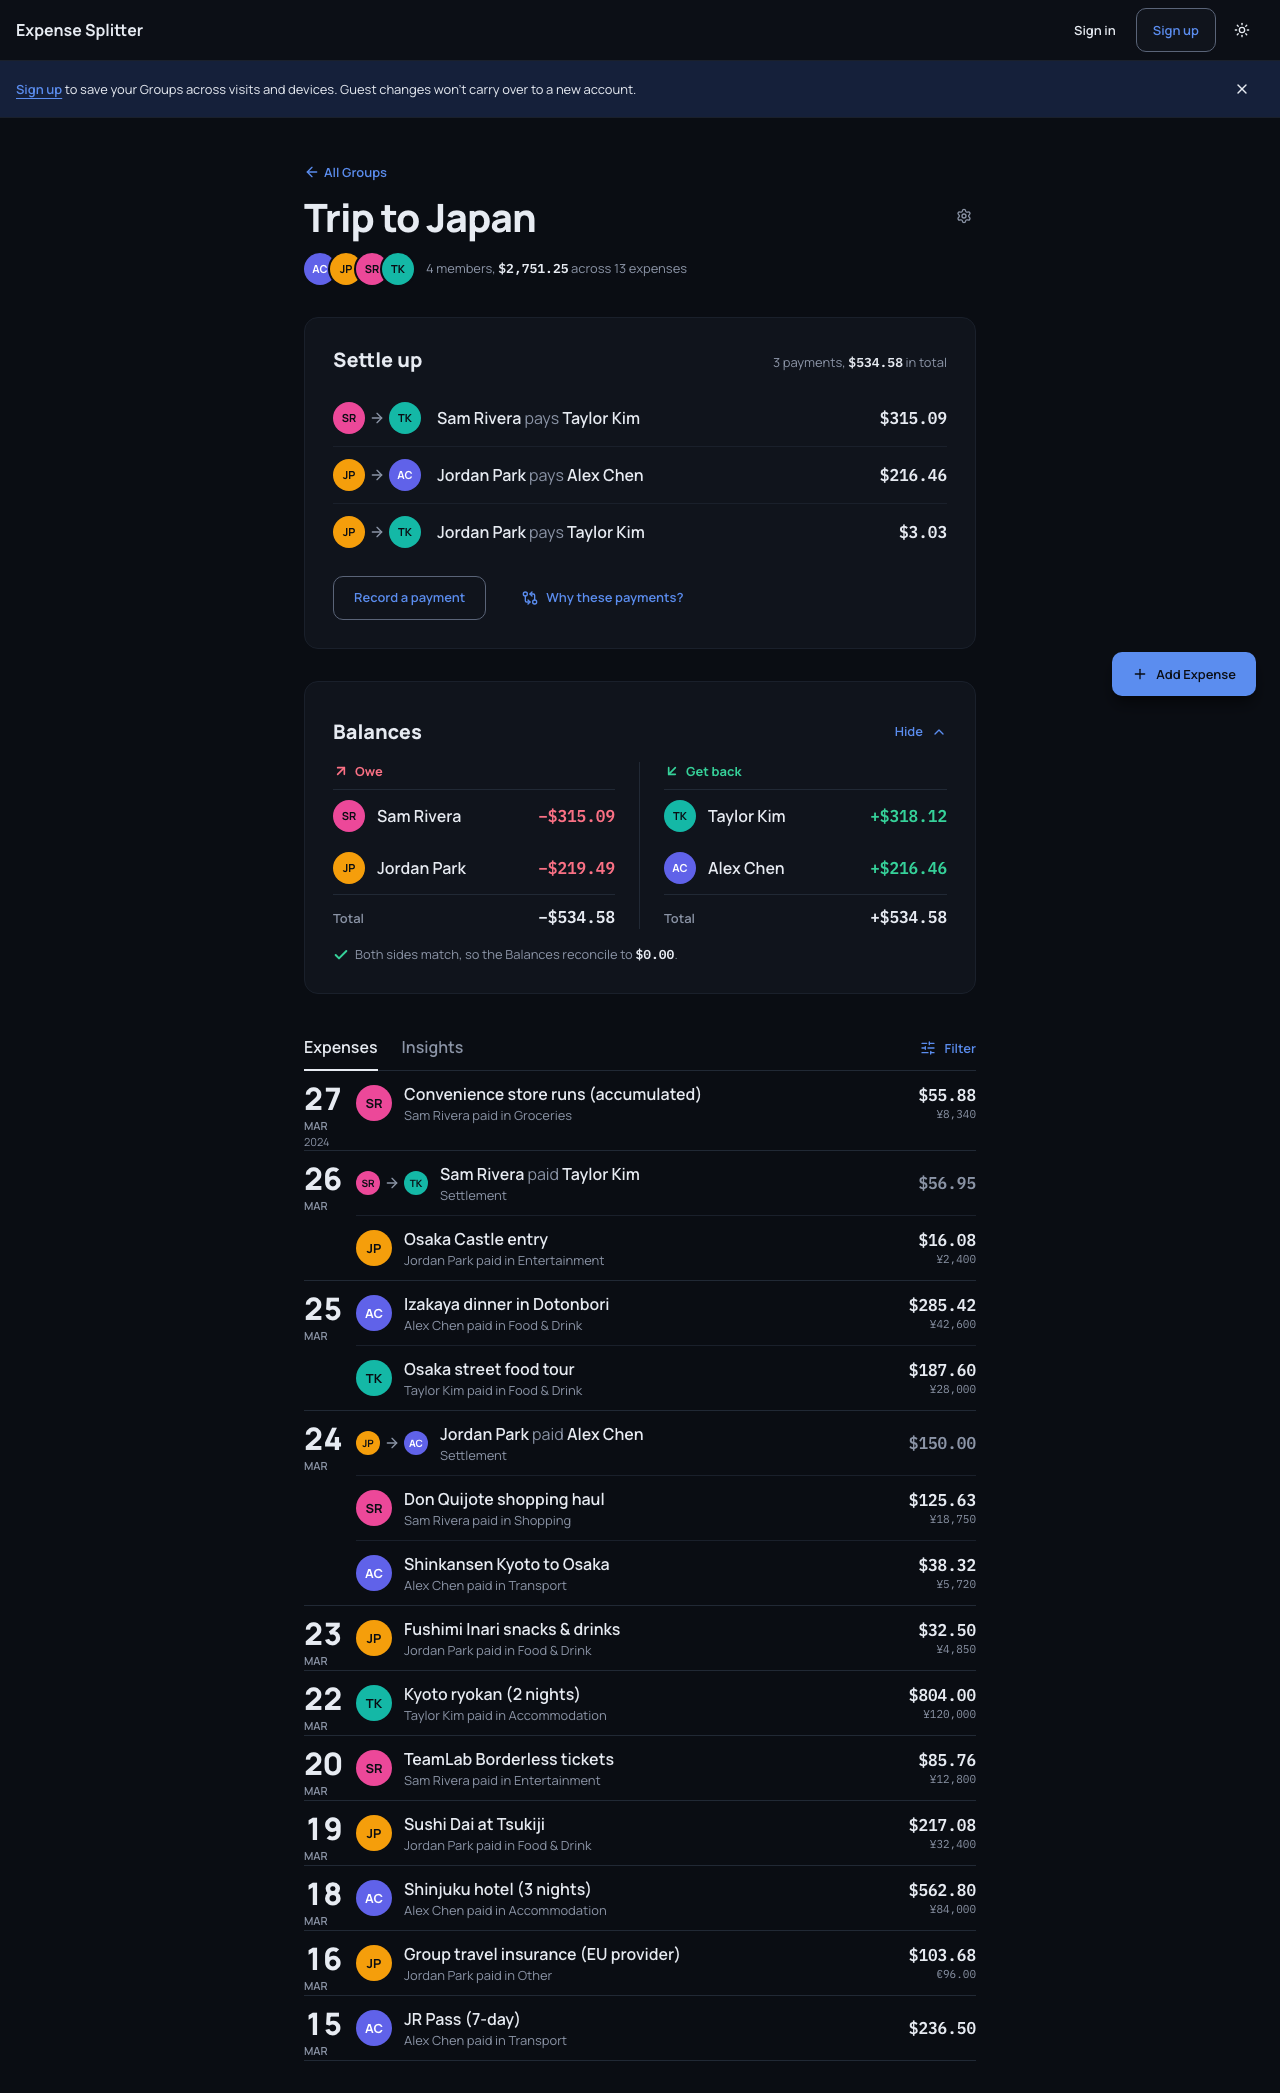 Expense Splitter
Sign in
Sign up
Sign up to save your Groups across visits and devices. Guest changes won't carry over to a new account.
All Groups
Trip to Japan
AC JP SR TK 4 members, $2,751.25 across 13 expenses
Settle up
3 payments, $534.58 in total
SR TK Sam Rivera pays Taylor Kim $315.09
JP AC Jordan Park pays Alex Chen $216.46
JP TK Jordan Park pays Taylor Kim $3.03
Record a payment
Why these payments?
Add Expense
Balances
Hide
Owe
SR Sam Rivera −$315.09
JP Jordan Park −$219.49
Total −$534.58
Get back
TK Taylor Kim +$318.12
AC Alex Chen +$216.46
Total +$534.58
Both sides match, so the Balances reconcile to $0.00.
Expenses
Insights
Filter
27
MAR
2024
SR
Convenience store runs (accumulated)
Sam Rivera paid in Groceries
$55.88
¥8,340
26
MAR
SR TK
Sam Rivera paid Taylor Kim
Settlement
$56.95
JP
Osaka Castle entry
Jordan Park paid in Entertainment
$16.08
¥2,400
25
MAR
AC
Izakaya dinner in Dotonbori
Alex Chen paid in Food & Drink
$285.42
¥42,600
TK
Osaka street food tour
Taylor Kim paid in Food & Drink
$187.60
¥28,000
24
MAR
JP AC
Jordan Park paid Alex Chen
Settlement
$150.00
SR
Don Quijote shopping haul
Sam Rivera paid in Shopping
$125.63
¥18,750
AC
Shinkansen Kyoto to Osaka
Alex Chen paid in Transport
$38.32
¥5,720
23
MAR
JP
Fushimi Inari snacks & drinks
Jordan Park paid in Food & Drink
$32.50
¥4,850
22
MAR
TK
Kyoto ryokan (2 nights)
Taylor Kim paid in Accommodation
$804.00
¥120,000
20
MAR
SR
TeamLab Borderless tickets
Sam Rivera paid in Entertainment
$85.76
¥12,800
19
MAR
JP
Sushi Dai at Tsukiji
Jordan Park paid in Food & Drink
$217.08
¥32,400
18
MAR
AC
Shinjuku hotel (3 nights)
Alex Chen paid in Accommodation
$562.80
¥84,000
16
MAR
JP
Group travel insurance (EU provider)
Jordan Park paid in Other
$103.68
€96.00
15
MAR
AC
JR Pass (7-day)
Alex Chen paid in Transport
$236.50